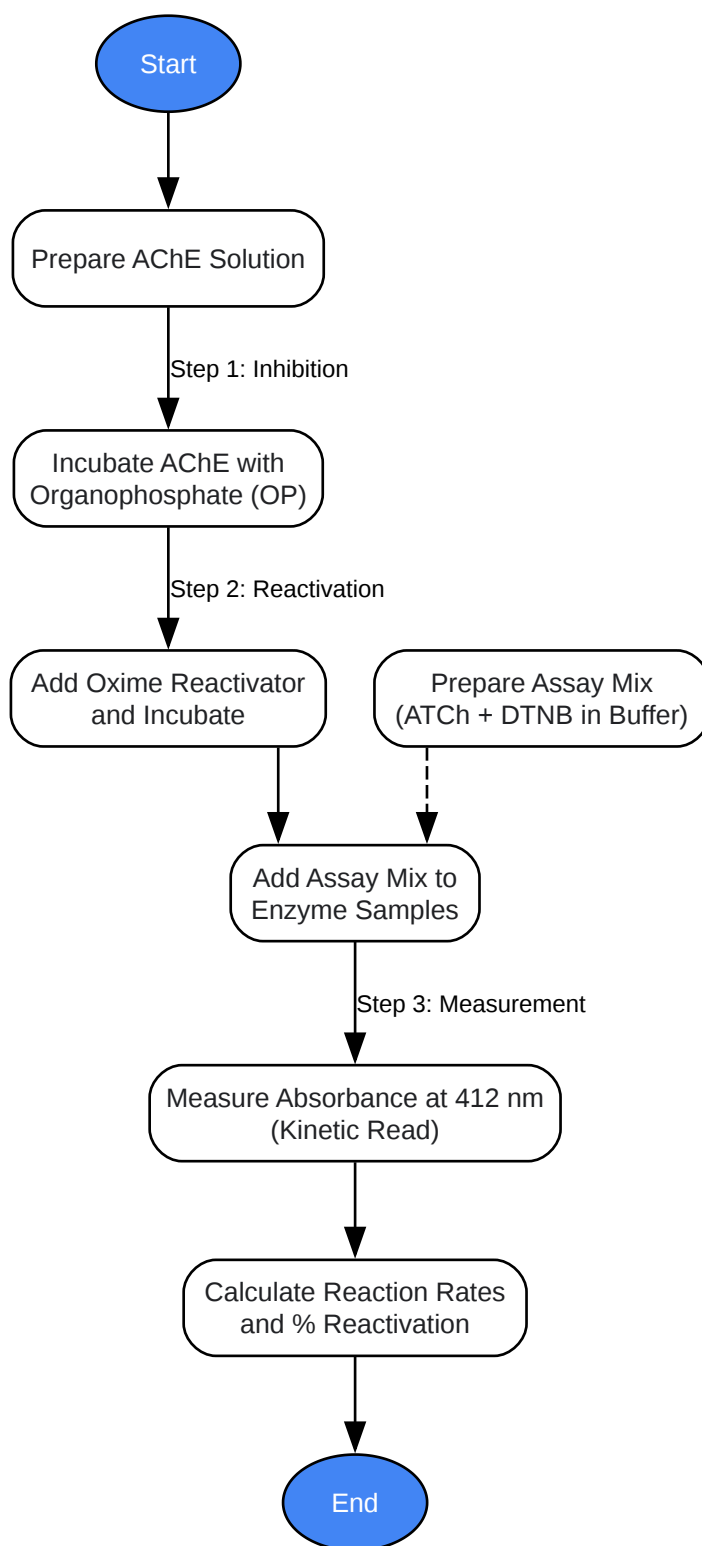 Start
Prepare AChE Solution
Step 1: Inhibition
Incubate AChE with
Organophosphate (OP)
Step 2: Reactivation
Add Oxime Reactivator
and Incubate
Prepare Assay Mix
(ATCh + DTNB in Buffer)
Add Assay Mix to
Enzyme Samples
Step 3: Measurement
Measure Absorbance at 412 nm
(Kinetic Read)
Calculate Reaction Rates
and % Reactivation
End